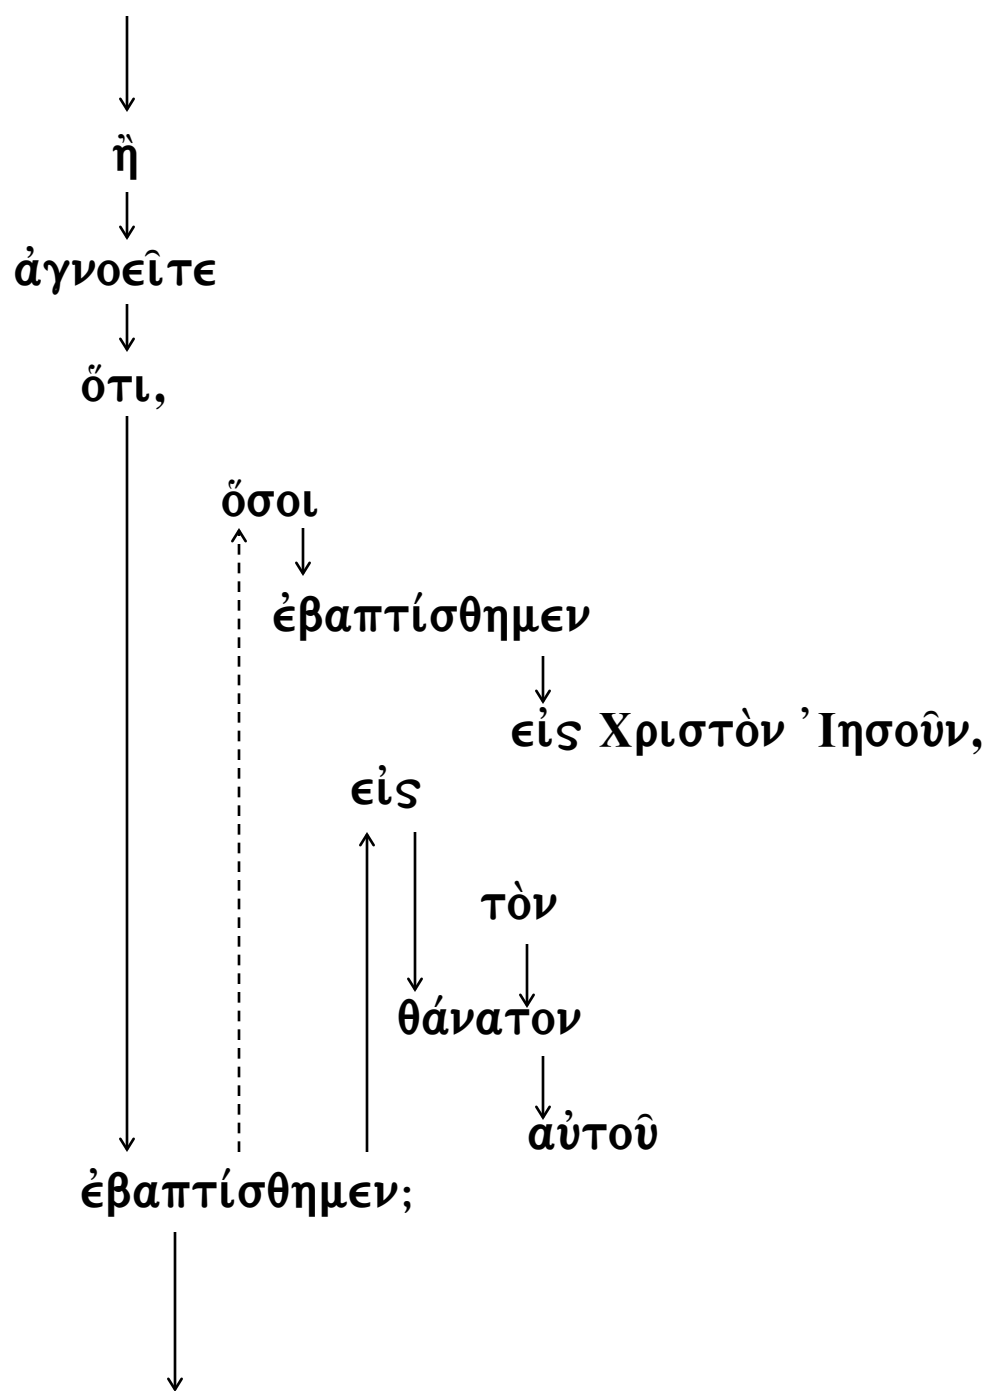 ἢ
ἀγνοεῖτε
ὅτι,
ὅσοι
ἐβαπτίσθημεν
εἰς Χριστὸν Ἰησοῦν,
εἰς
τὸν
θάνατον
αὐτοῦ
ἐβαπτίσθημεν;